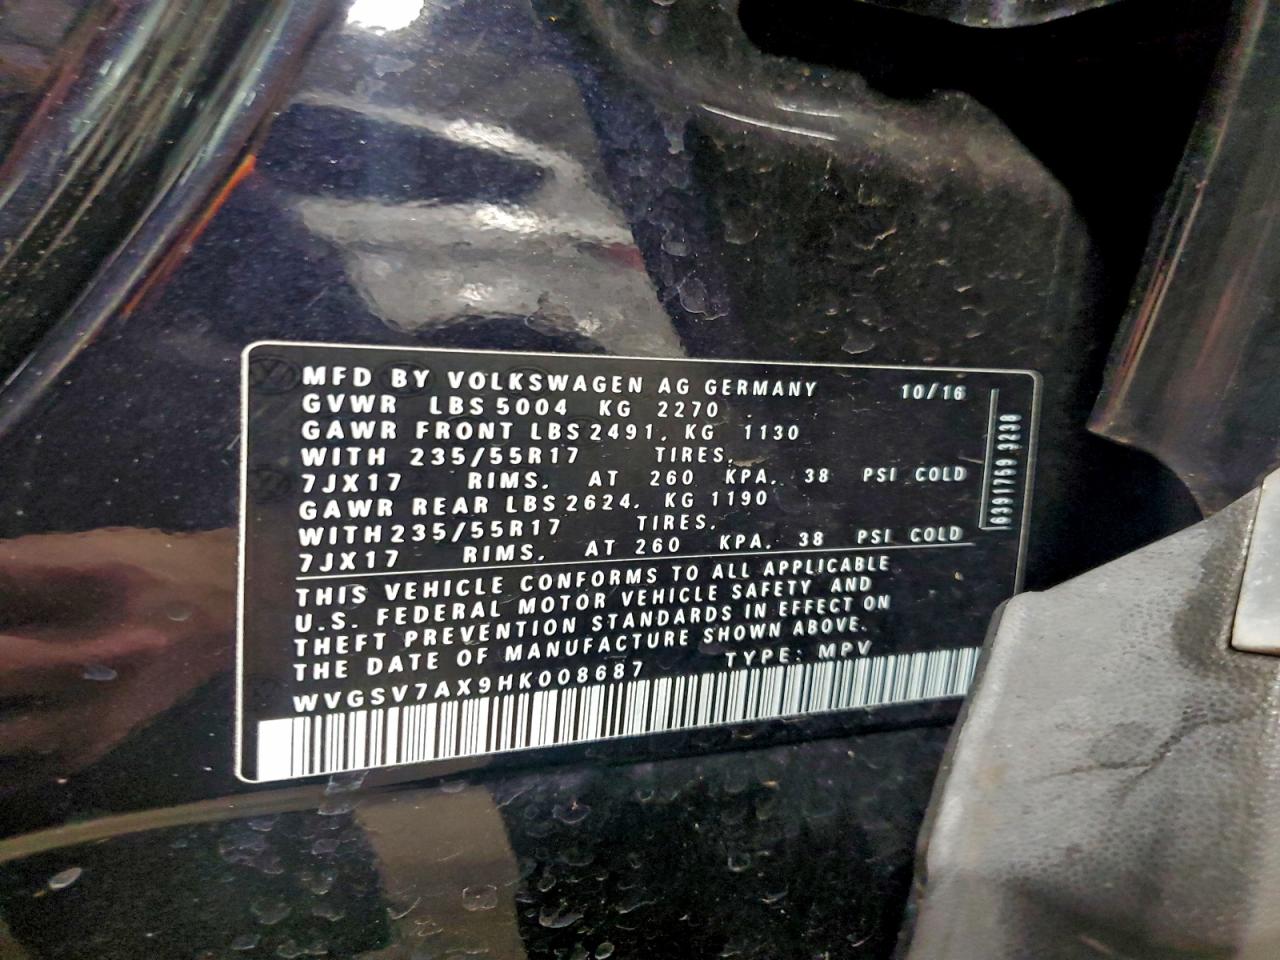 MFD BY VOLKSWAGEN AG GERMANY 10/16
GVWR LBS 5004 KG 2270
GAWR FRONT LBS 2491, KG 1130
WITH 235/55R17 TIRES,
7JX17 RIMS, AT 260 KPA, 38 PSI COLD
GAWR REAR LBS 2624, KG 1190
WITH 235/55R17 TIRES,
7JX17 RIMS, AT 260 KPA, 38 PSI COLD
THIS VEHICLE CONFORMS TO ALL APPLICABLE
U.S. FEDERAL MOTOR VEHICLE SAFETY AND
THEFT PREVENTION STANDARDS IN EFFECT ON
THE DATE OF MANUFACTURE SHOWN ABOVE.
WVGSV7AX9HK008687 TYPE: MPV
6391769 3238